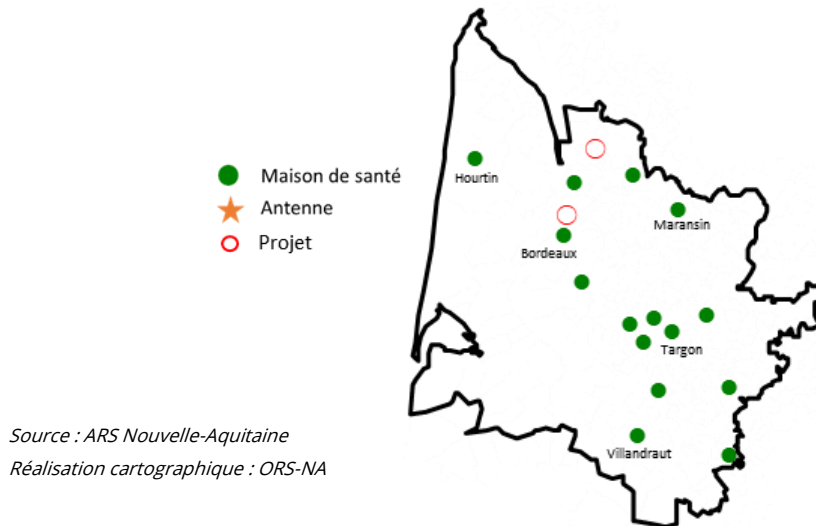 Maison de santé
Antenne
Projet
Hourtin
Maransin
Bordeaux
Targon
Villandraut
Source : ARS Nouvelle-Aquitaine
Réalisation cartographique : ORS-NA